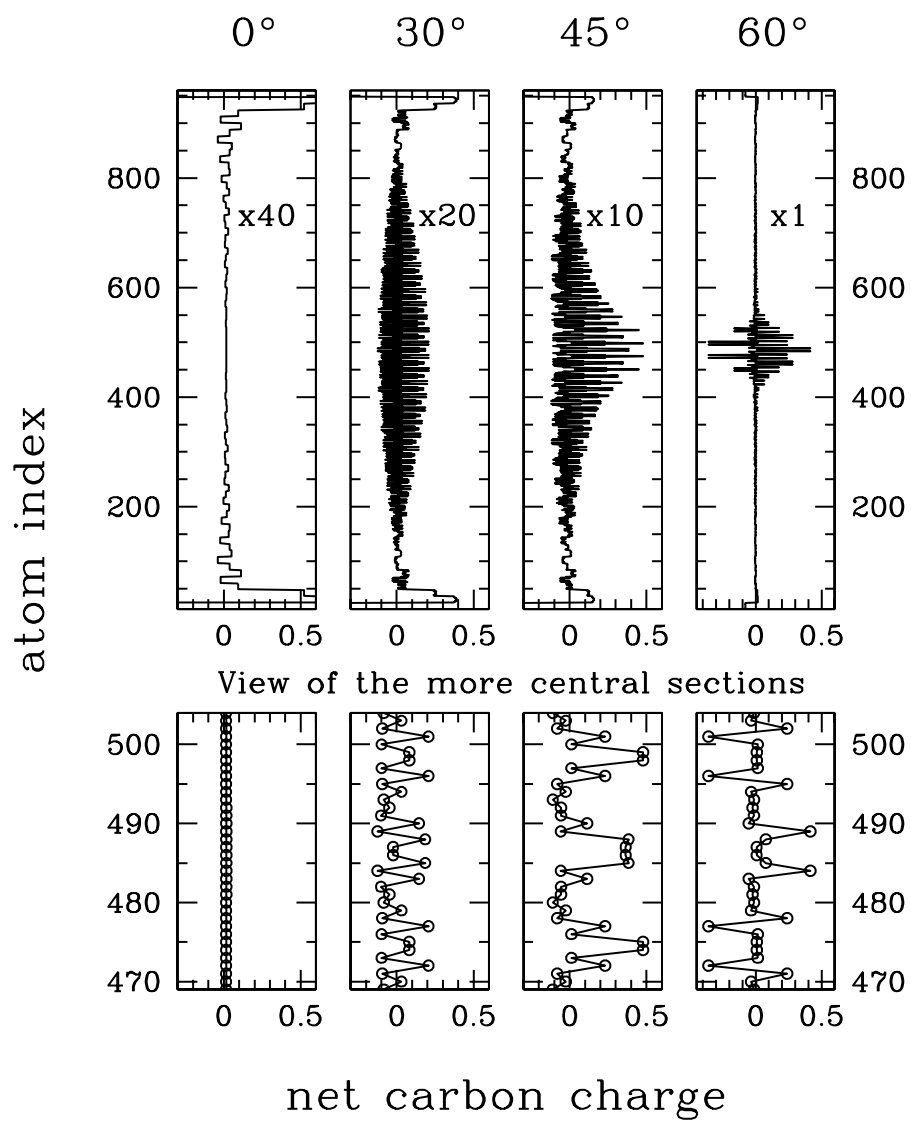 0° 30° 45° 60°
800 800
x40 x20 x10 x1
600 600
400 400
200 200
0 0.5 0 0.5 0 0.5 0 0.5
atom index
View of the more central sections
500 500
490 490
480 480
470 470
0 0.5 0 0.5 0 0.5 0 0.5
net carbon charge